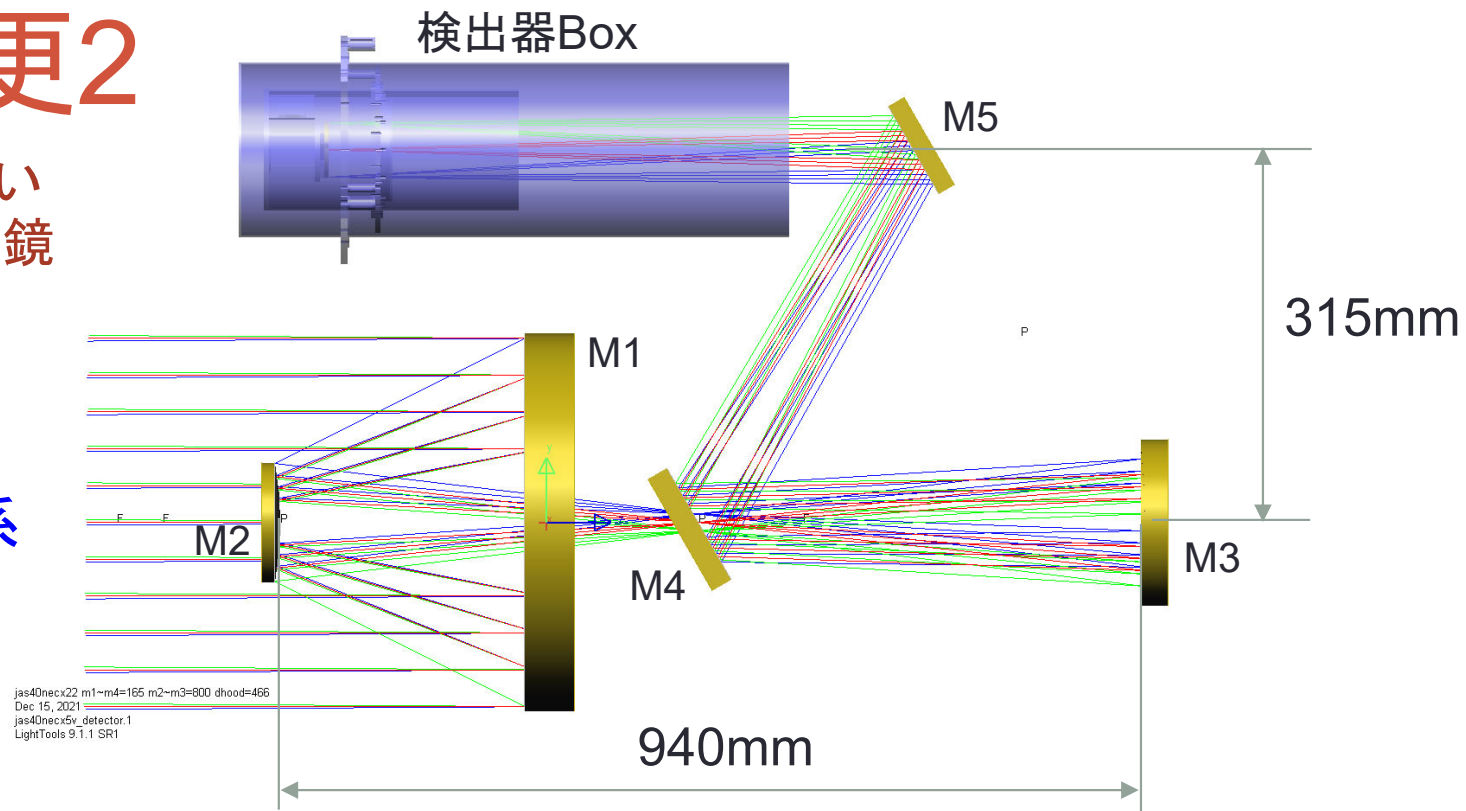 更2
検出器Box
い
鏡
M5
315mm
P
M1
y
F F P
M2
系
M4
M3
jas40necx22 m1~m4=165 m2~m3=800 dhood=466
Dec 15, 2021
jas40necx5v_detector.1
LightTools 9.1.1 SR1
940mm